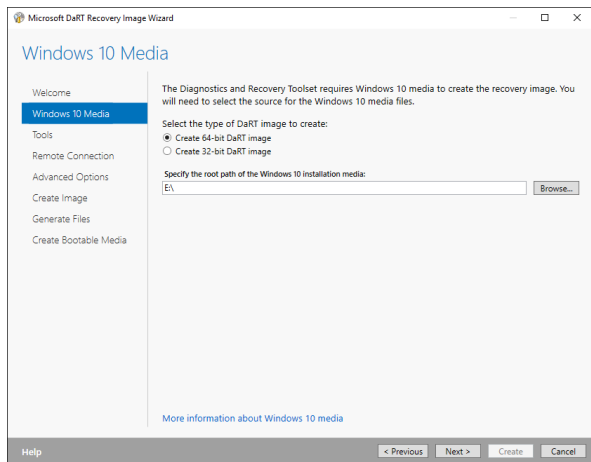 Microsoft DaRT Recovery Image Wizard
Windows 10 Media
Welcome
Windows 10 Media
Tools
Remote Connection
Advanced Options
Create Image
Generate Files
Create Bootable Media
The Diagnostics and Recovery Toolset requires Windows 10 media to create the recovery image. You
will need to select the source for the Windows 10 media files.
Select the type of DaRT image to create:
Create 64-bit DaRT image
Create 32-bit DaRT image
Specify the root path of the Windows 10 installation media:
E:\
Browse...
More information about Windows 10 media
Help
< Previous
Next >
Create
Cancel